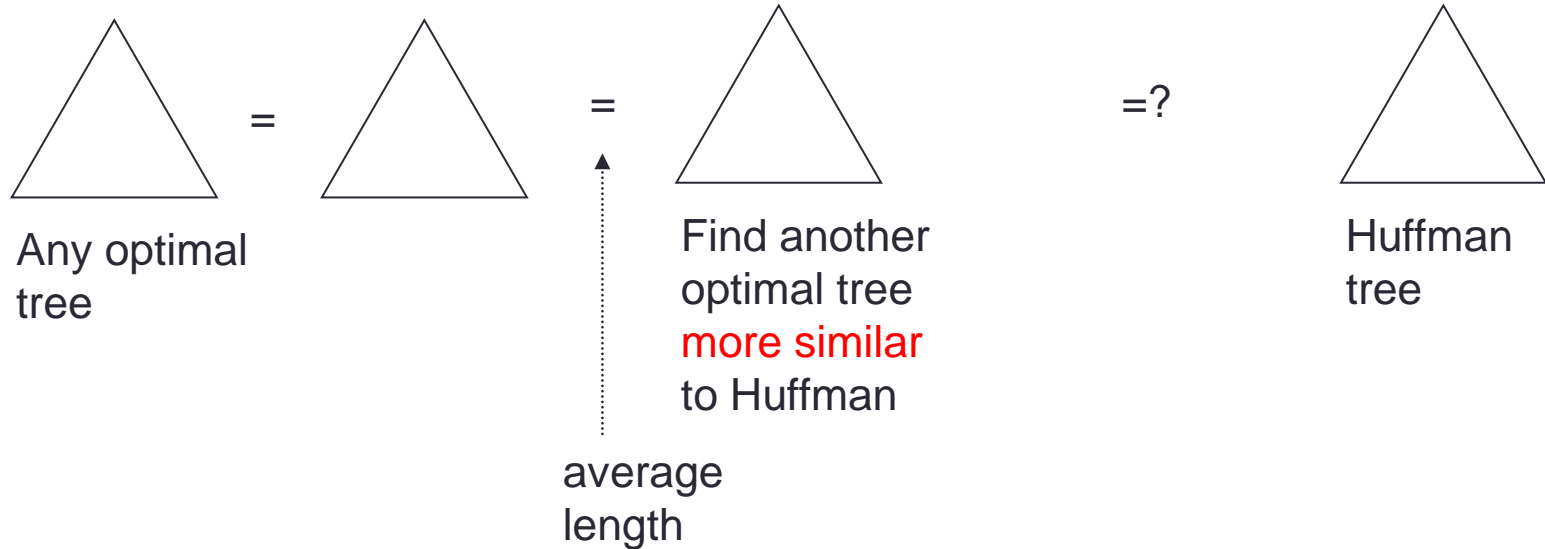 =
=
=?
Any optimal
tree
Find another
optimal tree
more similar
to Huffman
Huffman
tree
average
length